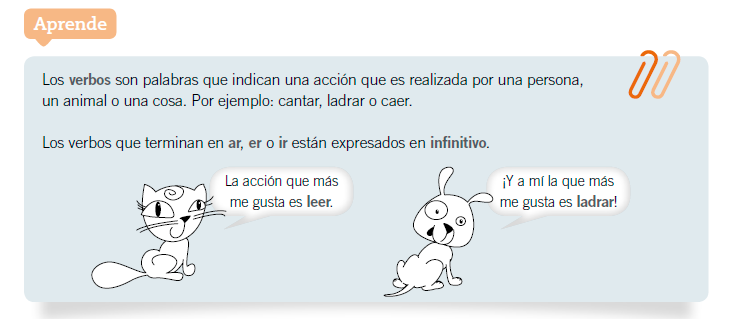 Aprende
Los verbos son palabras que indican una acción que es realizada por una persona,
un animal o una cosa. Por ejemplo: cantar, ladrar o caer.
Los verbos que terminan en ar, er o ir están expresados en infinitivo.
La acción que más
me gusta es leer.
¡Y a mí la que más
me gusta es ladrar!